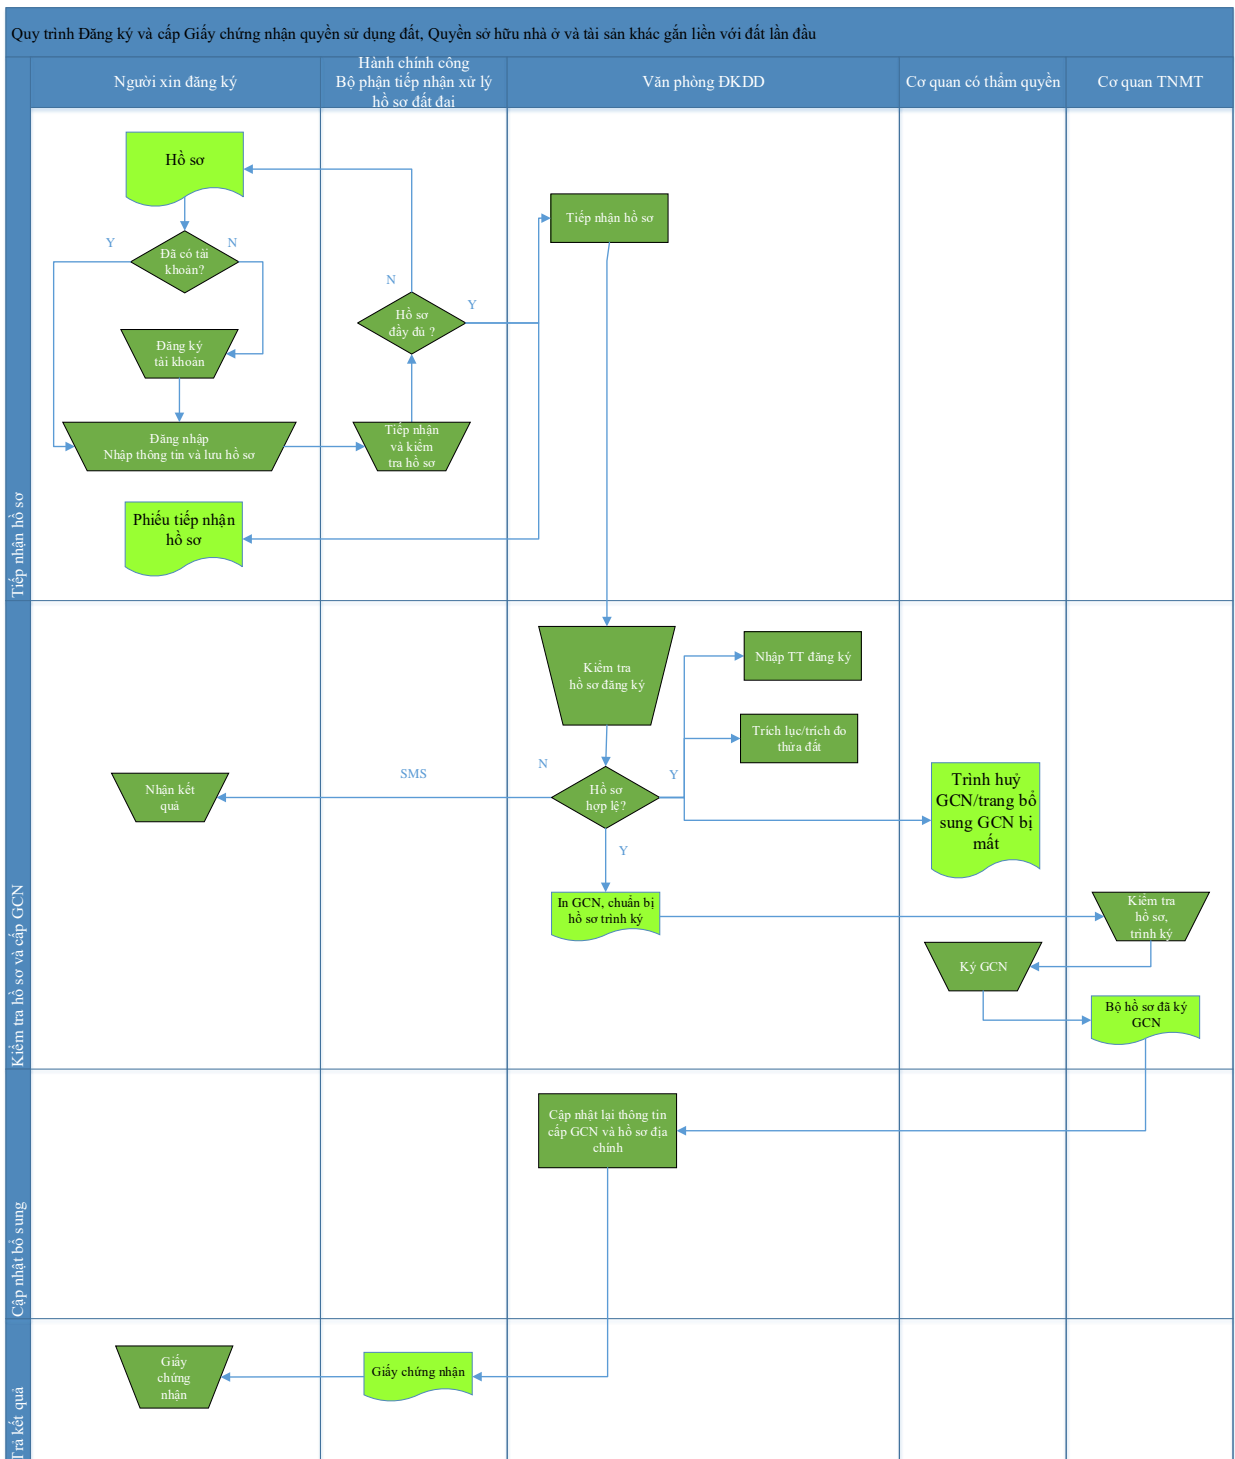 Quy trình Đăng ký và cấp Giấy chứng nhận quyền sử dụng đất, Quyền sở hữu nhà ở và tài sản khác gắn liền với đất lần đầu
Người xin đăng ký
Hành chính công
Bộ phận tiếp nhận xử lý
hồ sơ đất đai
Văn phòng ĐKDD
Cơ quan có thẩm quyền
Cơ quan TNMT
Tiếp nhận hồ sơ
Hồ sơ
Đã có tài
khoản?
Y
N
Đăng ký
tài khoản
Đăng nhập
Nhập thông tin và lưu hồ sơ
Phiếu tiếp nhận
hồ sơ
Tiếp nhận
và kiểm
tra hồ sơ
Hồ sơ
đầy đủ ?
N
Y
Tiếp nhận hồ sơ
Kiểm tra hồ sơ và cấp GCN
Kiểm tra
hồ sơ đăng ký
Nhập TT đăng ký
Trích lục/trích đo
thửa đất
Hồ sơ
hợp lệ?
N
Y
Y
SMS
Nhận kết
quả
Trình huỷ
GCN/trang bổ
sung GCN bị
mất
In GCN, chuẩn bị
hồ sơ trình ký
Kiểm tra
hồ sơ,
trình ký
Ký GCN
Bộ hồ sơ đã ký
GCN
Cập nhật bổ sung
Cập nhật lại thông tin
cấp GCN và hồ sơ địa
chính
Trả kết quả
Giấy
chứng
nhận
Giấy chứng nhận